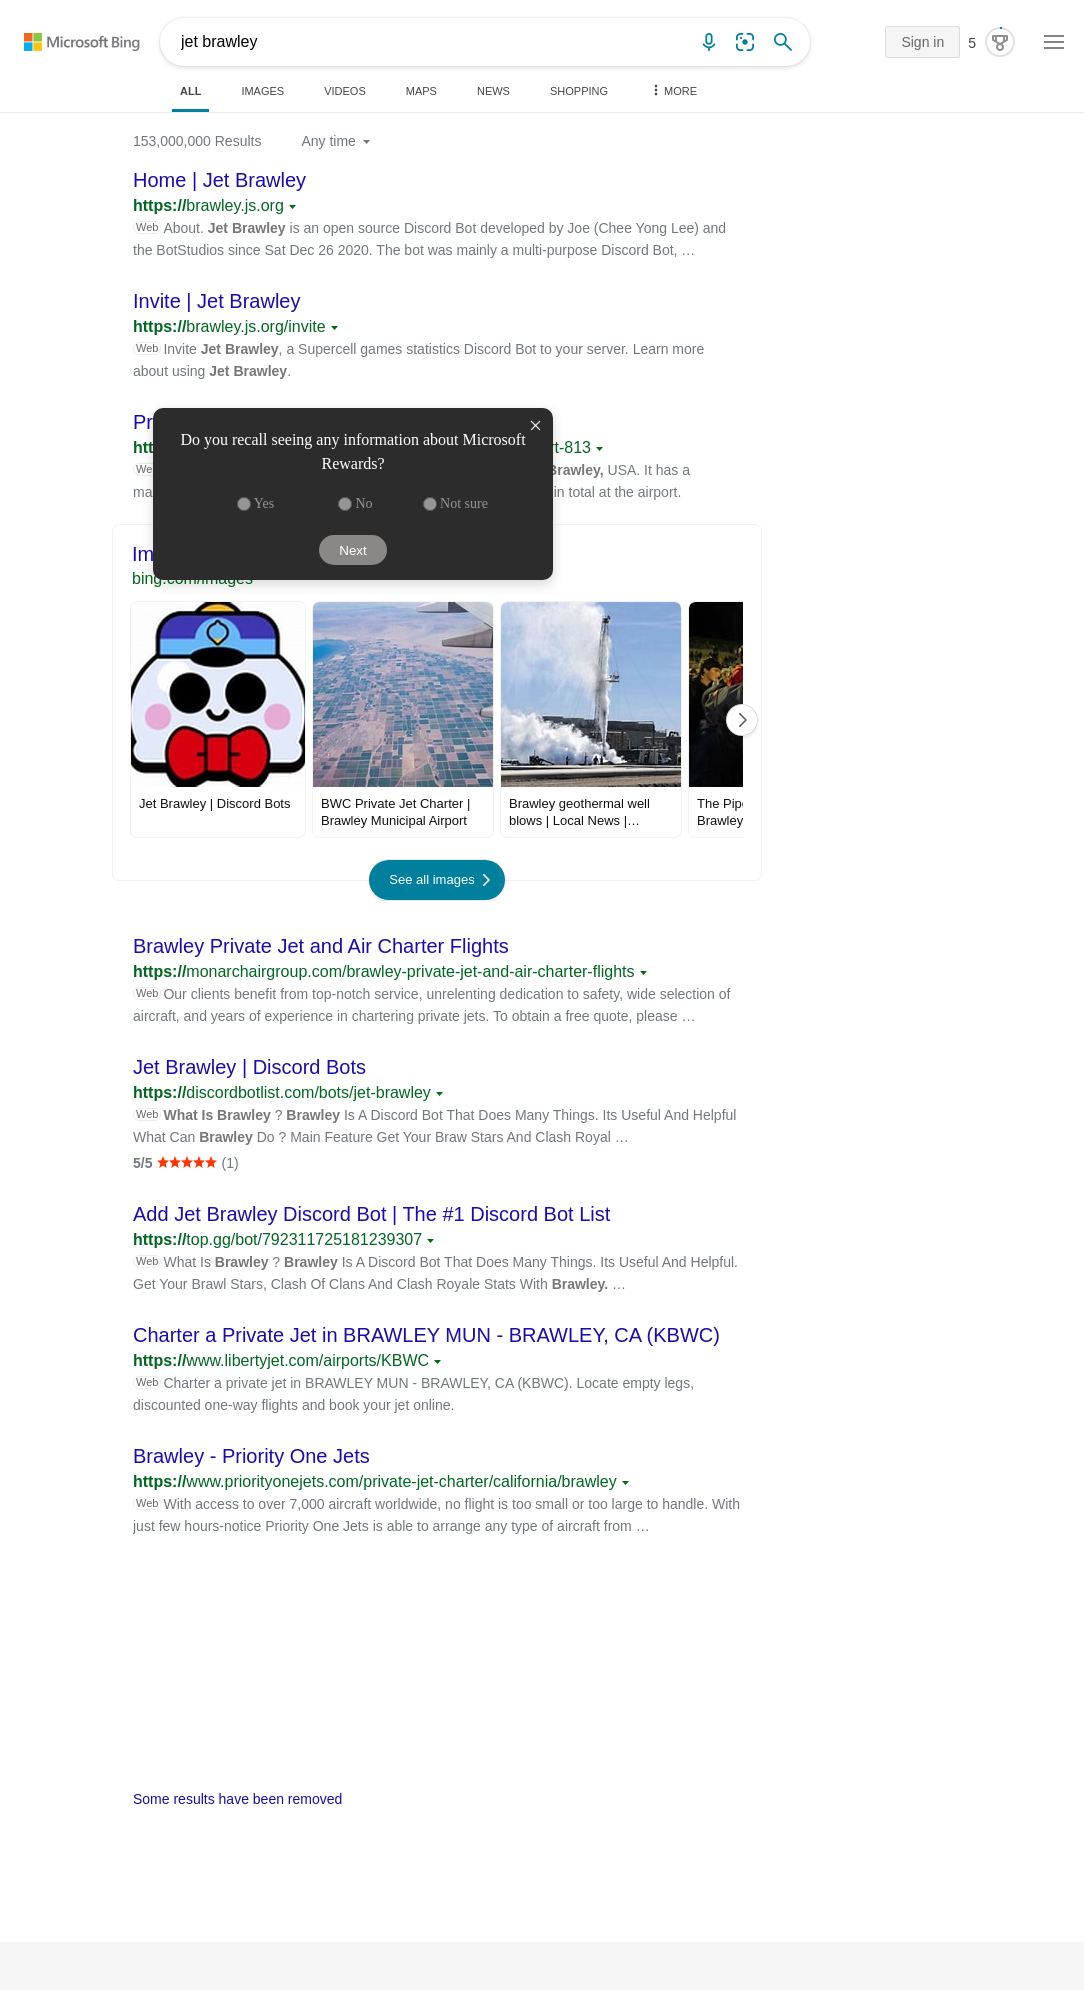 Microsoft Bing
jet brawley
Sign in
5
ALL IMAGES VIDEOS MAPS NEWS SHOPPING MORE
153,000,000 Results Any time
Home | Jet Brawley
https://brawley.js.org
Web About. Jet Brawley is an open source Discord Bot developed by Joe (Chee Yong Lee) and
the BotStudios since Sat Dec 26 2020. The bot was mainly a multi-purpose Discord Bot, …
Invite | Jet Brawley
https://brawley.js.org/invite
Web Invite Jet Brawley, a Supercell games statistics Discord Bot to your server. Learn more
about using Jet Brawley.
Do you recall seeing any information about Microsoft
Rewards?
Yes No Not sure
Next
rt-813
Brawley, USA. It has a
in total at the airport.
bing.com/images
Jet Brawley | Discord Bots
BWC Private Jet Charter |
Brawley Municipal Airport
Brawley geothermal well
blows | Local News |…
The Pipe
Brawley
See all images
Brawley Private Jet and Air Charter Flights
https://monarchairgroup.com/brawley-private-jet-and-air-charter-flights
Web Our clients benefit from top-notch service, unrelenting dedication to safety, wide selection of
aircraft, and years of experience in chartering private jets. To obtain a free quote, please …
Jet Brawley | Discord Bots
https://discordbotlist.com/bots/jet-brawley
Web What Is Brawley ? Brawley Is A Discord Bot That Does Many Things. Its Useful And Helpful
What Can Brawley Do ? Main Feature Get Your Braw Stars And Clash Royal …
5/5 ★★★★★ (1)
Add Jet Brawley Discord Bot | The #1 Discord Bot List
https://top.gg/bot/792311725181239307
Web What Is Brawley ? Brawley Is A Discord Bot That Does Many Things. Its Useful And Helpful.
Get Your Brawl Stars, Clash Of Clans And Clash Royale Stats With Brawley. …
Charter a Private Jet in BRAWLEY MUN - BRAWLEY, CA (KBWC)
https://www.libertyjet.com/airports/KBWC
Web Charter a private jet in BRAWLEY MUN - BRAWLEY, CA (KBWC). Locate empty legs,
discounted one-way flights and book your jet online.
Brawley - Priority One Jets
https://www.priorityonejets.com/private-jet-charter/california/brawley
Web With access to over 7,000 aircraft worldwide, no flight is too small or too large to handle. With
just few hours-notice Priority One Jets is able to arrange any type of aircraft from …
Some results have been removed